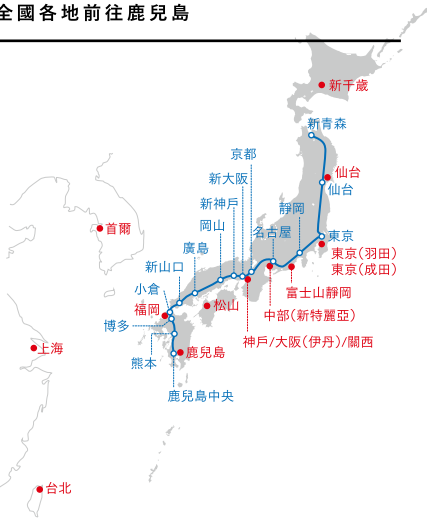 全國各地前往鹿兒島
新千歲
新青森
京都
仙台
新大阪
仙台
新神戶
靜岡
岡山
首爾
名古屋
東京
廣島
東京(羽田)
新山口
東京(成田)
小倉
富士山靜岡
福岡
松山
中部(新特麗亞)
博多
神戶/大阪(伊丹)/關西
上海
熊本
鹿兒島
鹿兒島中央
台北